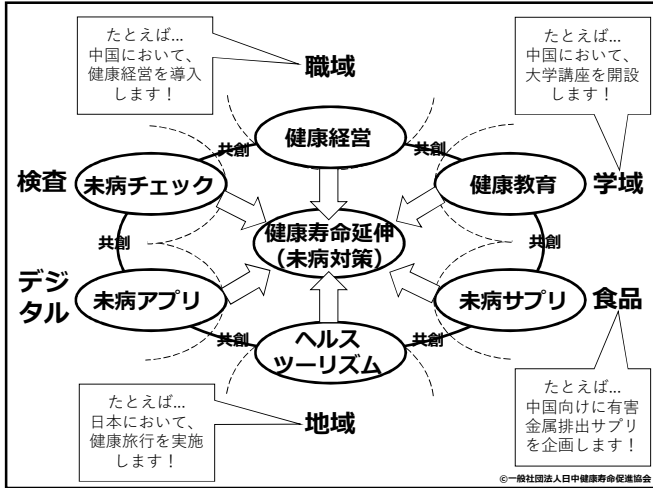 たとえば…
中国において、
健康経営を導入
します！
職域
たとえば…
中国において、
大学講座を開設
します！
健康経営
共創
共創
検査
未病チェック
健康教育
学域
共創
健康寿命延伸
（未病対策）
共創
デジ
タル
未病アプリ
未病サプリ
食品
共創
ヘルス
ツーリズム
共創
たとえば…
日本において、
健康旅行を実施
します！
地域
たとえば…
中国向けに有害
金属排出サプリ
を企画します！
©一般社団法人日中健康寿命促進協会